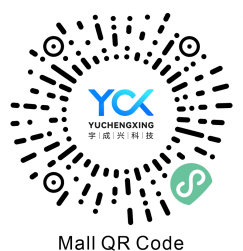 YCX
YUCHENGXING
宇|成|兴|科|技
Mall QR Code